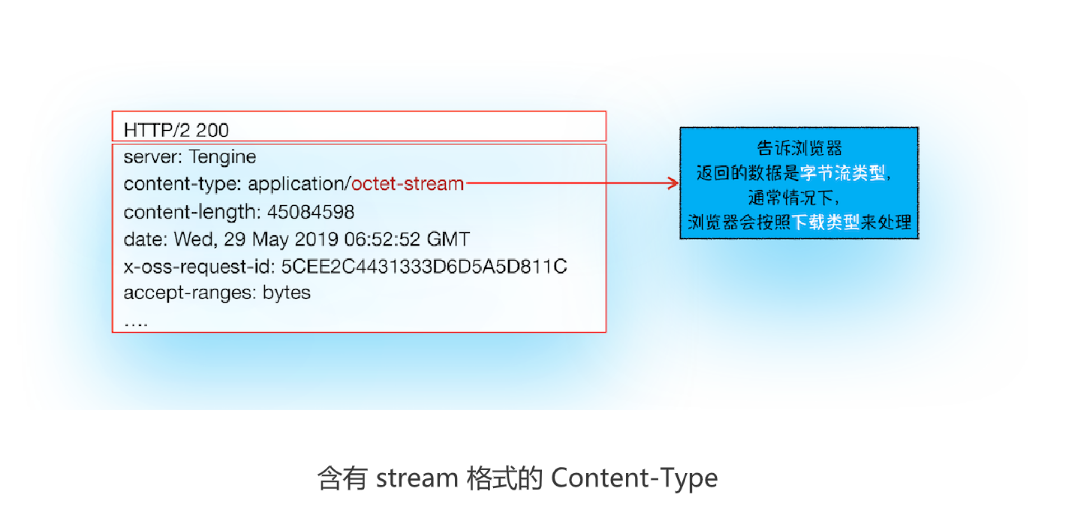 HTTP/2 200
server: Tengine
content-type: application/octet-stream
content-length: 45084598
date: Wed, 29 May 2019 06:52:52 GMT
x-oss-request-id: 5CEE2C4431333D6D5A5D811C
accept-ranges: bytes
....
告诉浏览器
返回的数据是字节流类型,
通常情况下,
浏览器会按照下载类型来处理
含有 stream 格式的 Content-Type